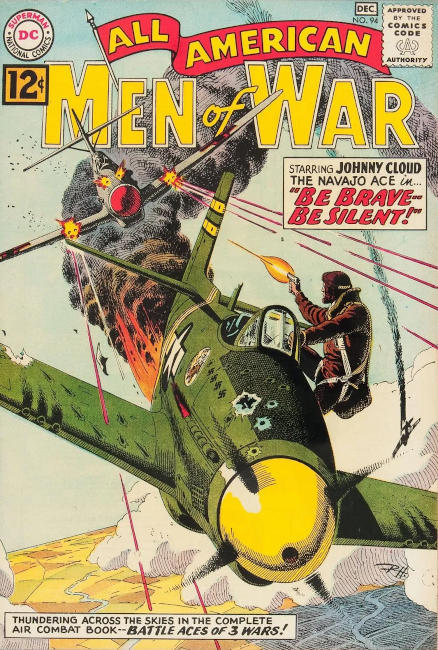 SUPERMAN
DC
NATIONAL COMICS
12¢
ALL AMERICAN
MEN of WAR
DEC.
NO. 94
APPROVED
BY THE
COMICS
CODE
CA
AUTHORITY
STARRING JOHNNY CLOUD
THE NAVAJO ACE in...
"BE BRAVE--
BE SILENT!"
RH
THUNDERING ACROSS THE SKIES IN THE COMPLETE
AIR COMBAT BOOK--BATTLE ACES OF 3 WARS!